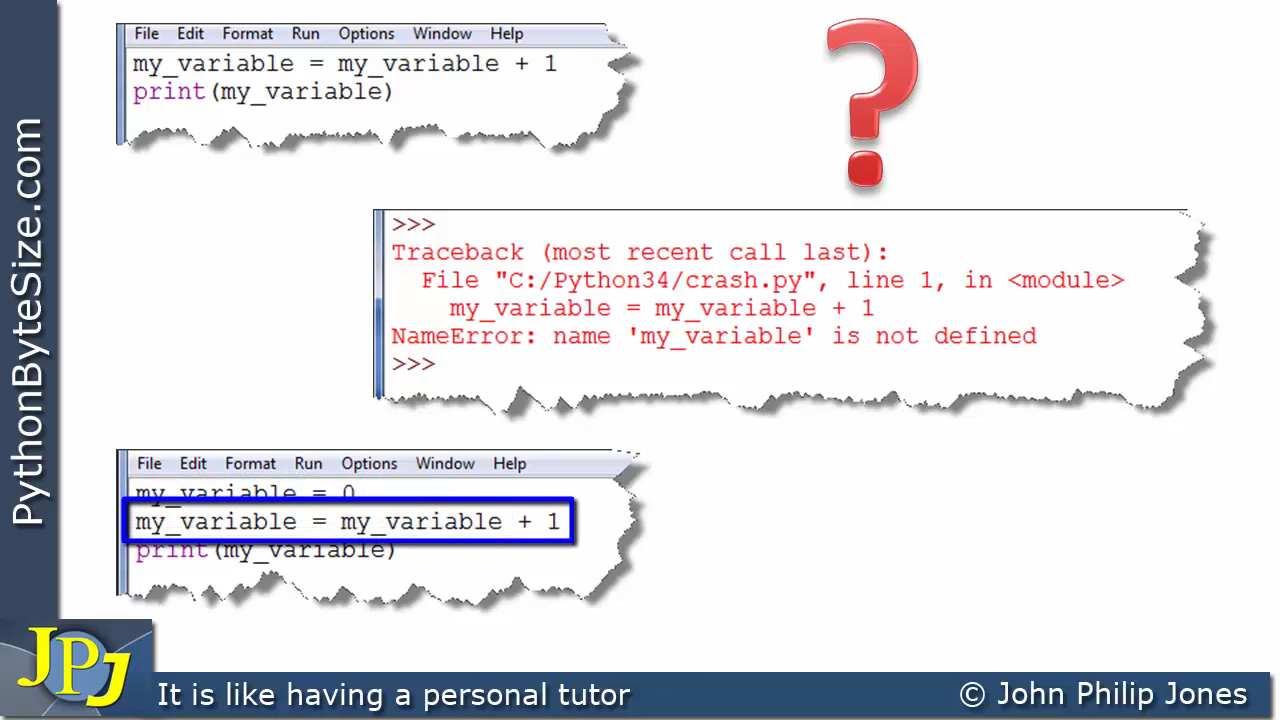 File Edit Format Run Options Window Help
my_variable = my_variable + 1
print(my_variable)
?
>>>
Traceback (most recent call last):
File "C:/Python34/crash.py", line 1, in <module>
my_variable = my_variable + 1
NameError: name 'my_variable' is not defined
>>>
File Edit Format Run Options Window Help
my_variable = 0
my_variable = my_variable + 1
print(my_variable)
PythonByteSize.com
JPJ
It is like having a personal tutor
© John Philip Jones